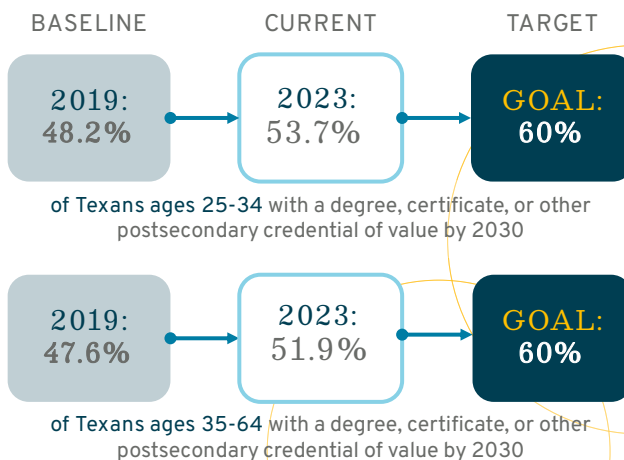 BASELINE CURRENT TARGET
2019: 2023: GOAL:
48.2% 53.7% 60%
of Texans ages 25-34 with a degree, certificate, or other
postsecondary credential of value by 2030
2019: 2023: GOAL:
47.6% 51.9% 60%
of Texans ages 35-64 with a degree, certificate, or other
postsecondary credential of value by 2030